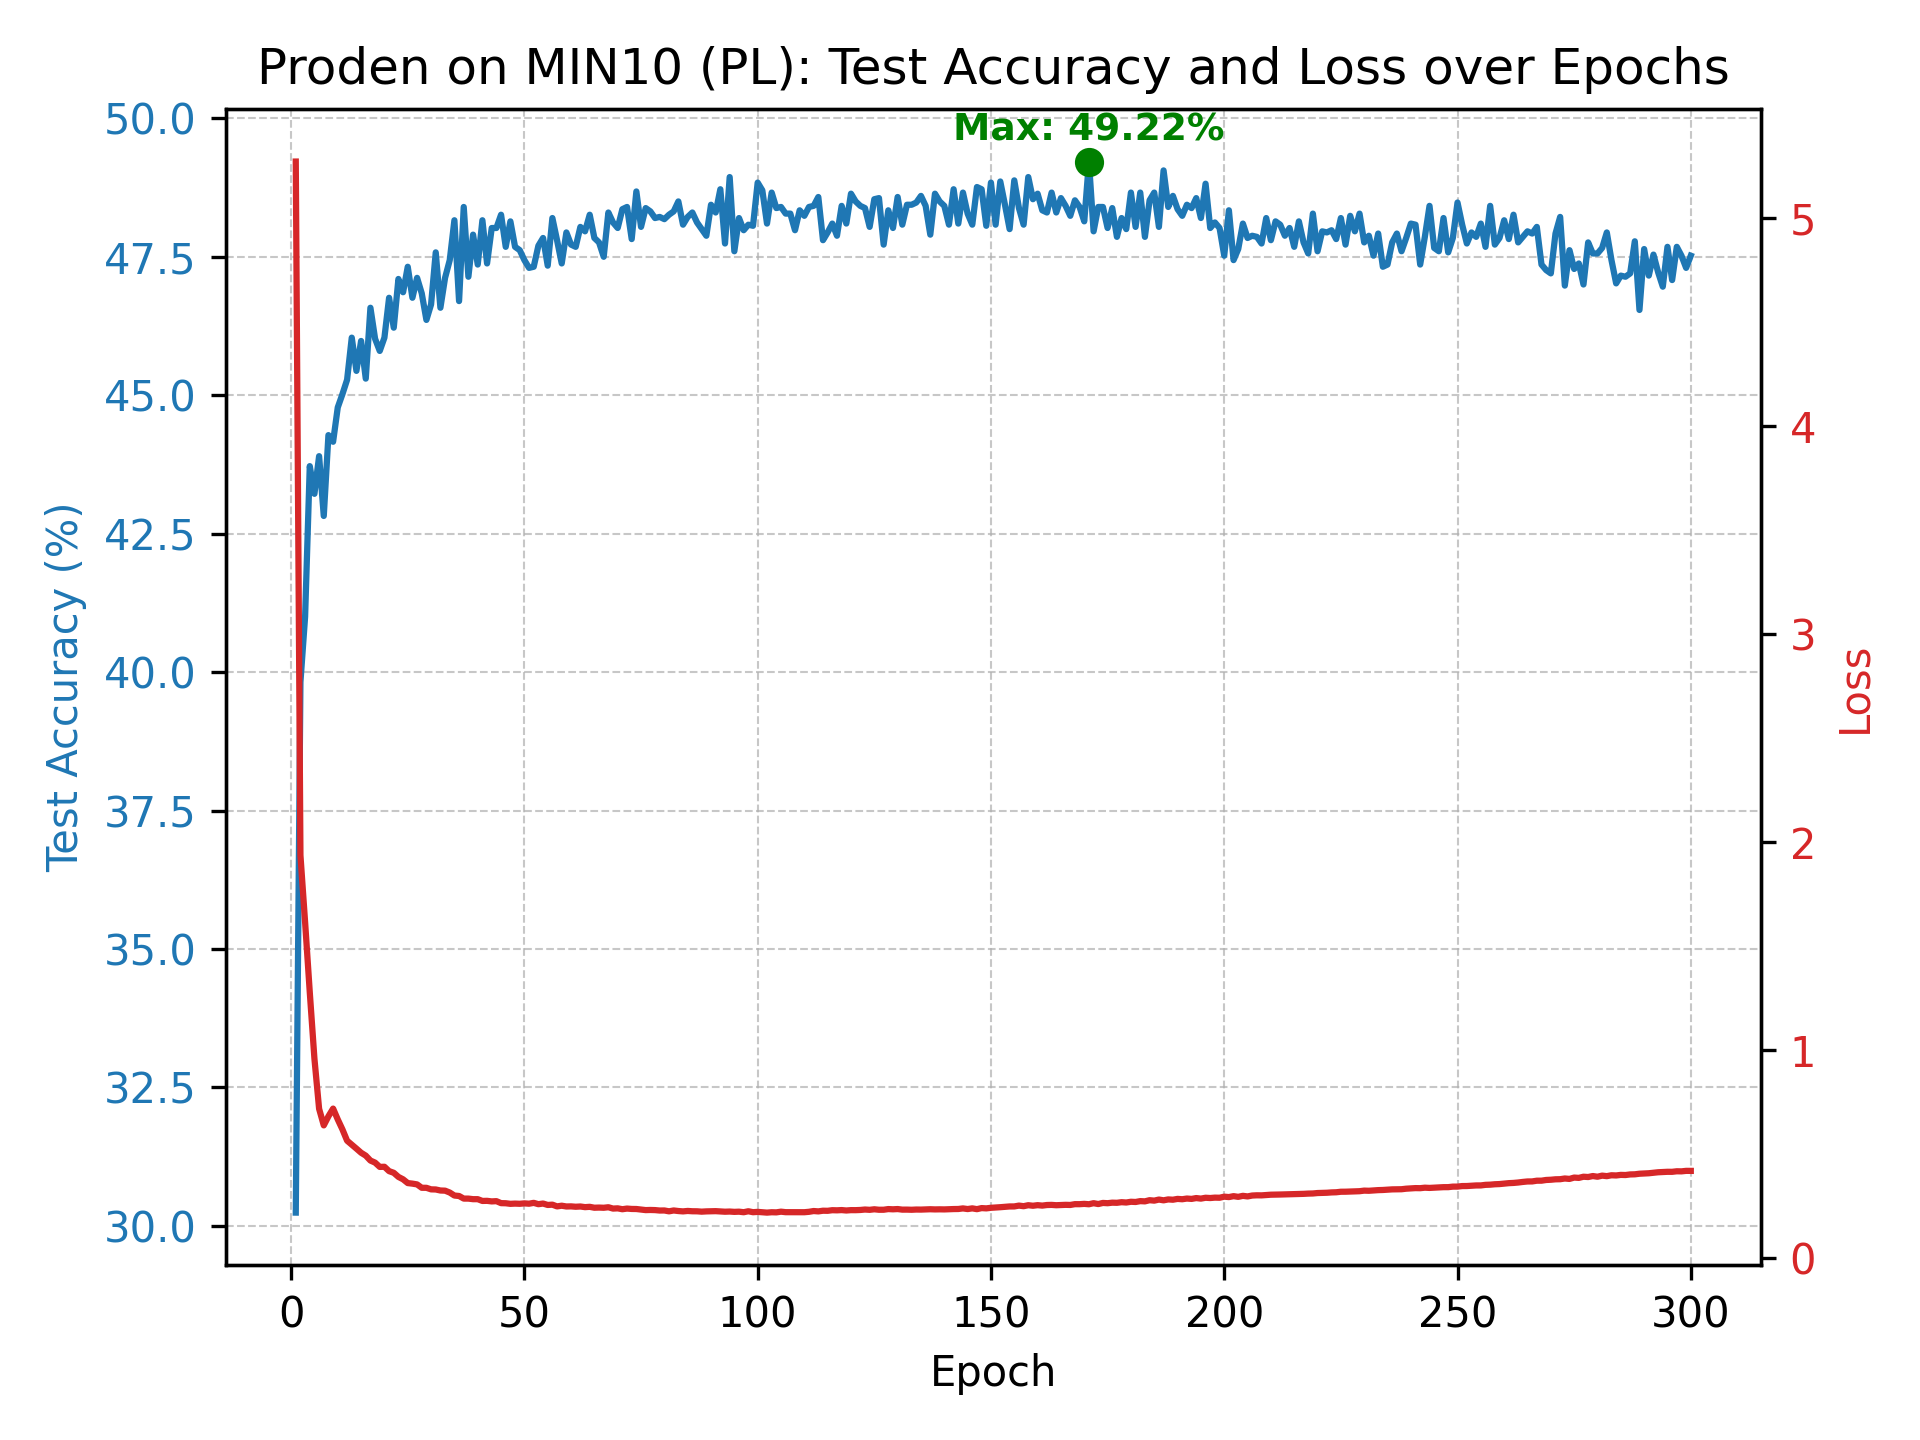 Proden on MIN10 (PL): Test Accuracy and Loss over Epochs
Max: 49.22%
Test Accuracy (%)
50.0
47.5
45.0
42.5
40.0
37.5
35.0
32.5
30.0
5
4
3
2
1
0
Loss
0 50 100 150 200 250 300
Epoch